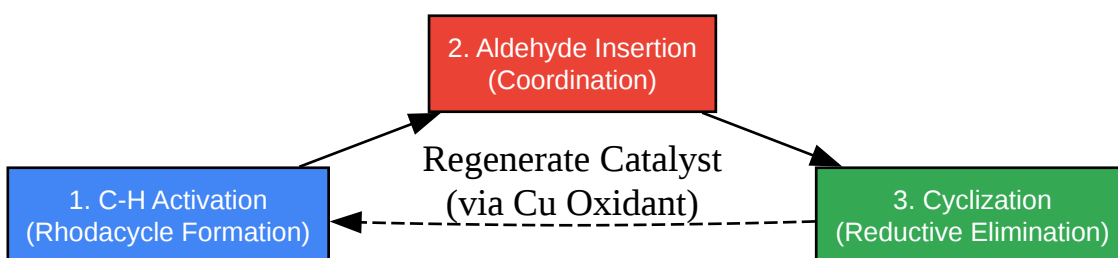 2. Aldehyde Insertion
(Coordination)
Regenerate Catalyst
(via Cu Oxidant)
1. C-H Activation
(Rhodacycle Formation)
3. Cyclization
(Reductive Elimination)